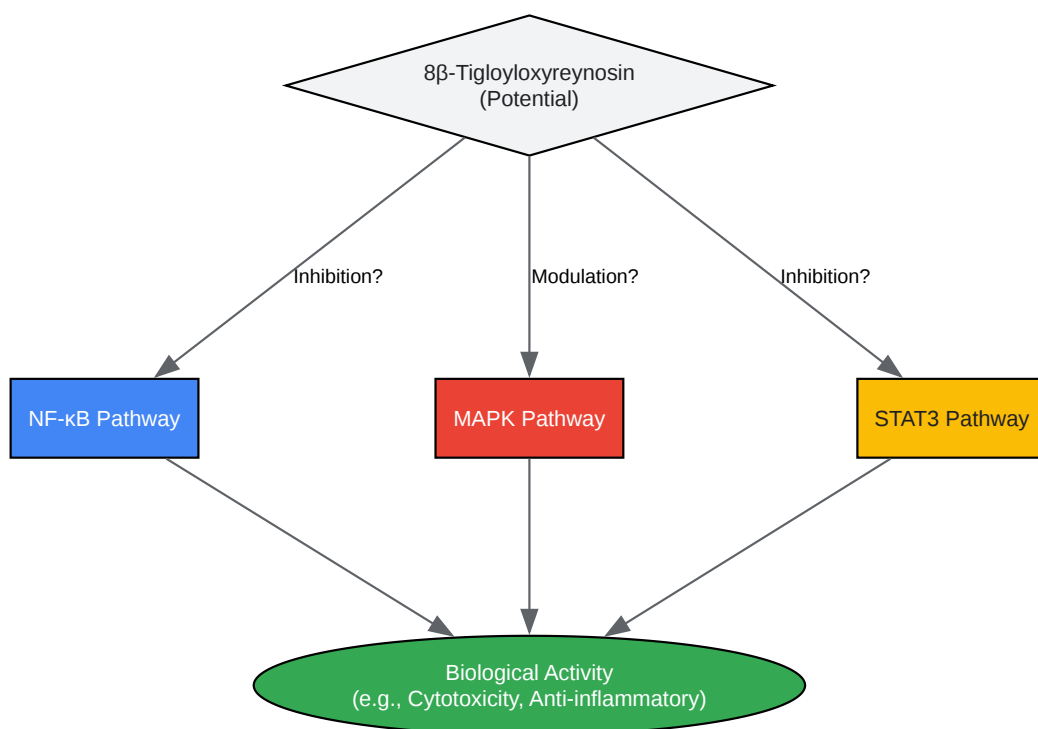 8β-Tigloyloxyreynosin
(Potential)
Inhibition?
Modulation?
Inhibition?
NF-κB Pathway
MAPK Pathway
STAT3 Pathway
Biological Activity
(e.g., Cytotoxicity, Anti-inflammatory)